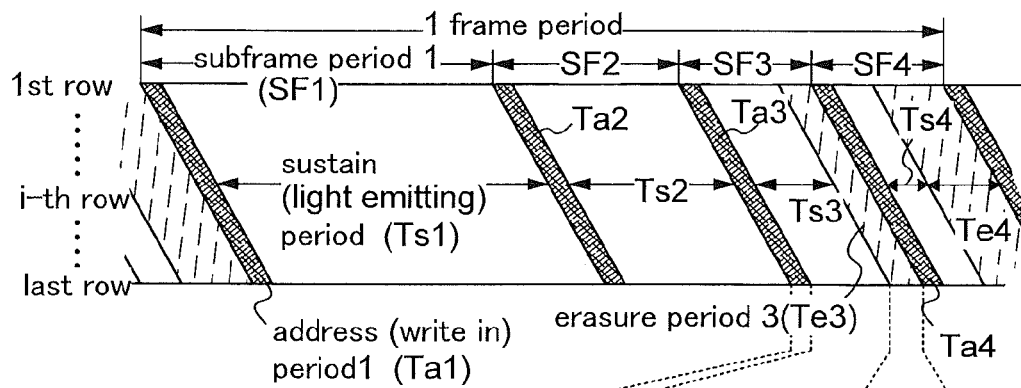 1 frame period
subframe period 1
(SF1)
SF2
SF3
SF4
1st row
Ta2
Ta3
Ts4
sustain
(light emitting)
period (Ts1)
i-th row
Ts2
Ts3
Te4
last row
address (write in)
period1 (Ta1)
erasure period 3(Te3)
Ta4